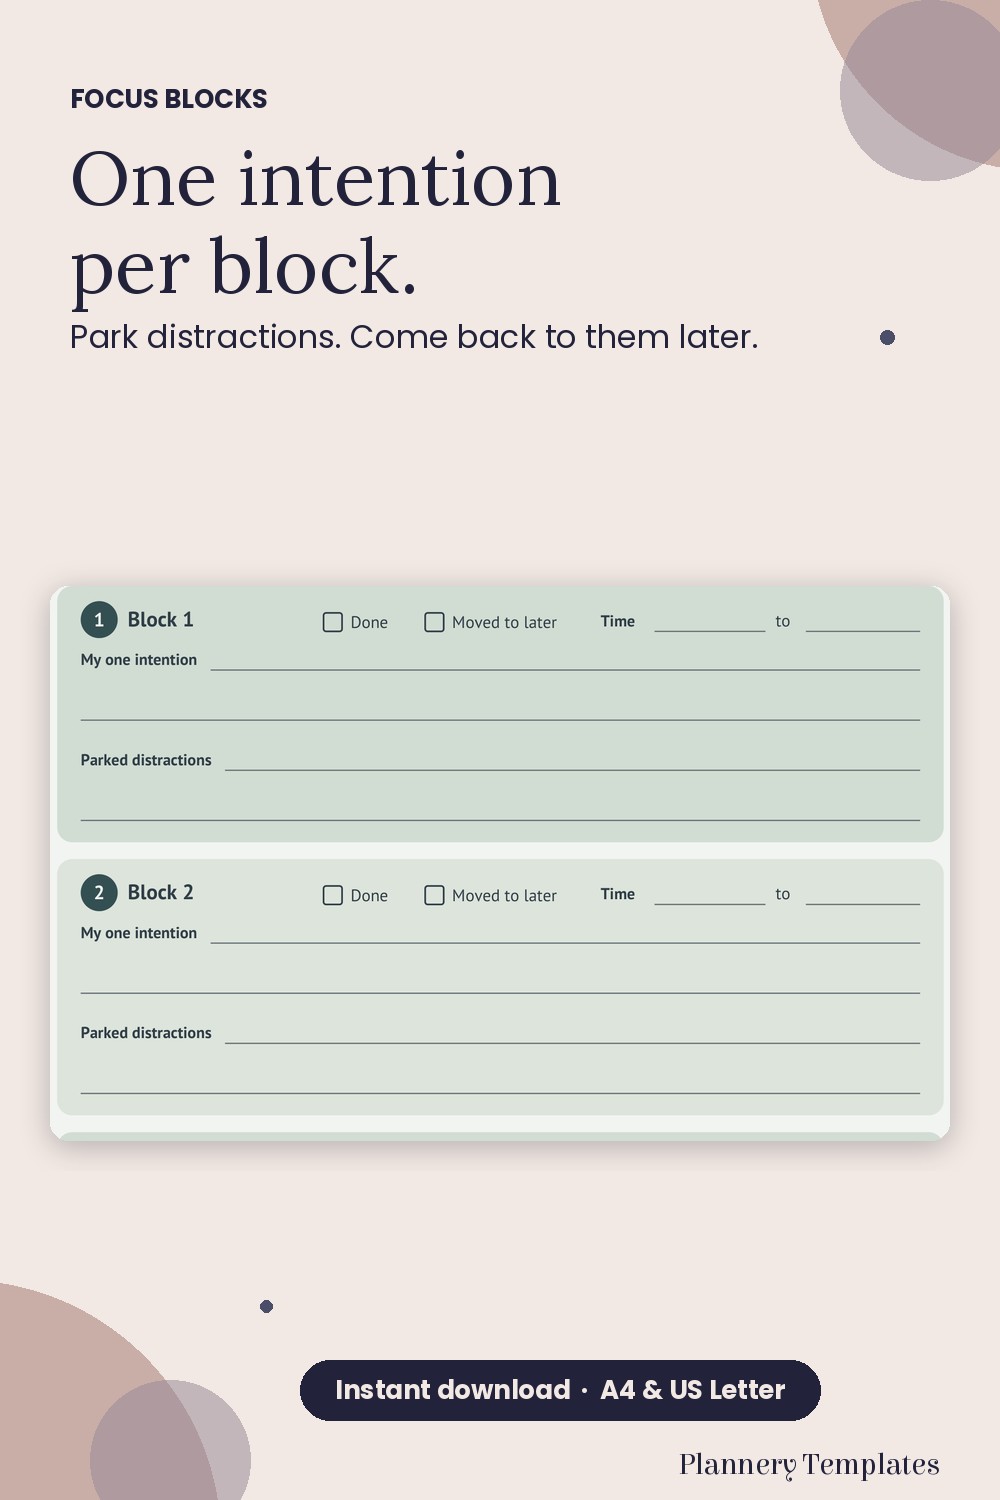 FOCUS BLOCKS
One intention
per block.
Park distractions. Come back to them later.
1 Block 1 Done Moved to later Time to
My one intention
Parked distractions
2 Block 2 Done Moved to later Time to
My one intention
Parked distractions
Instant download · A4 & US Letter
Plannery Templates